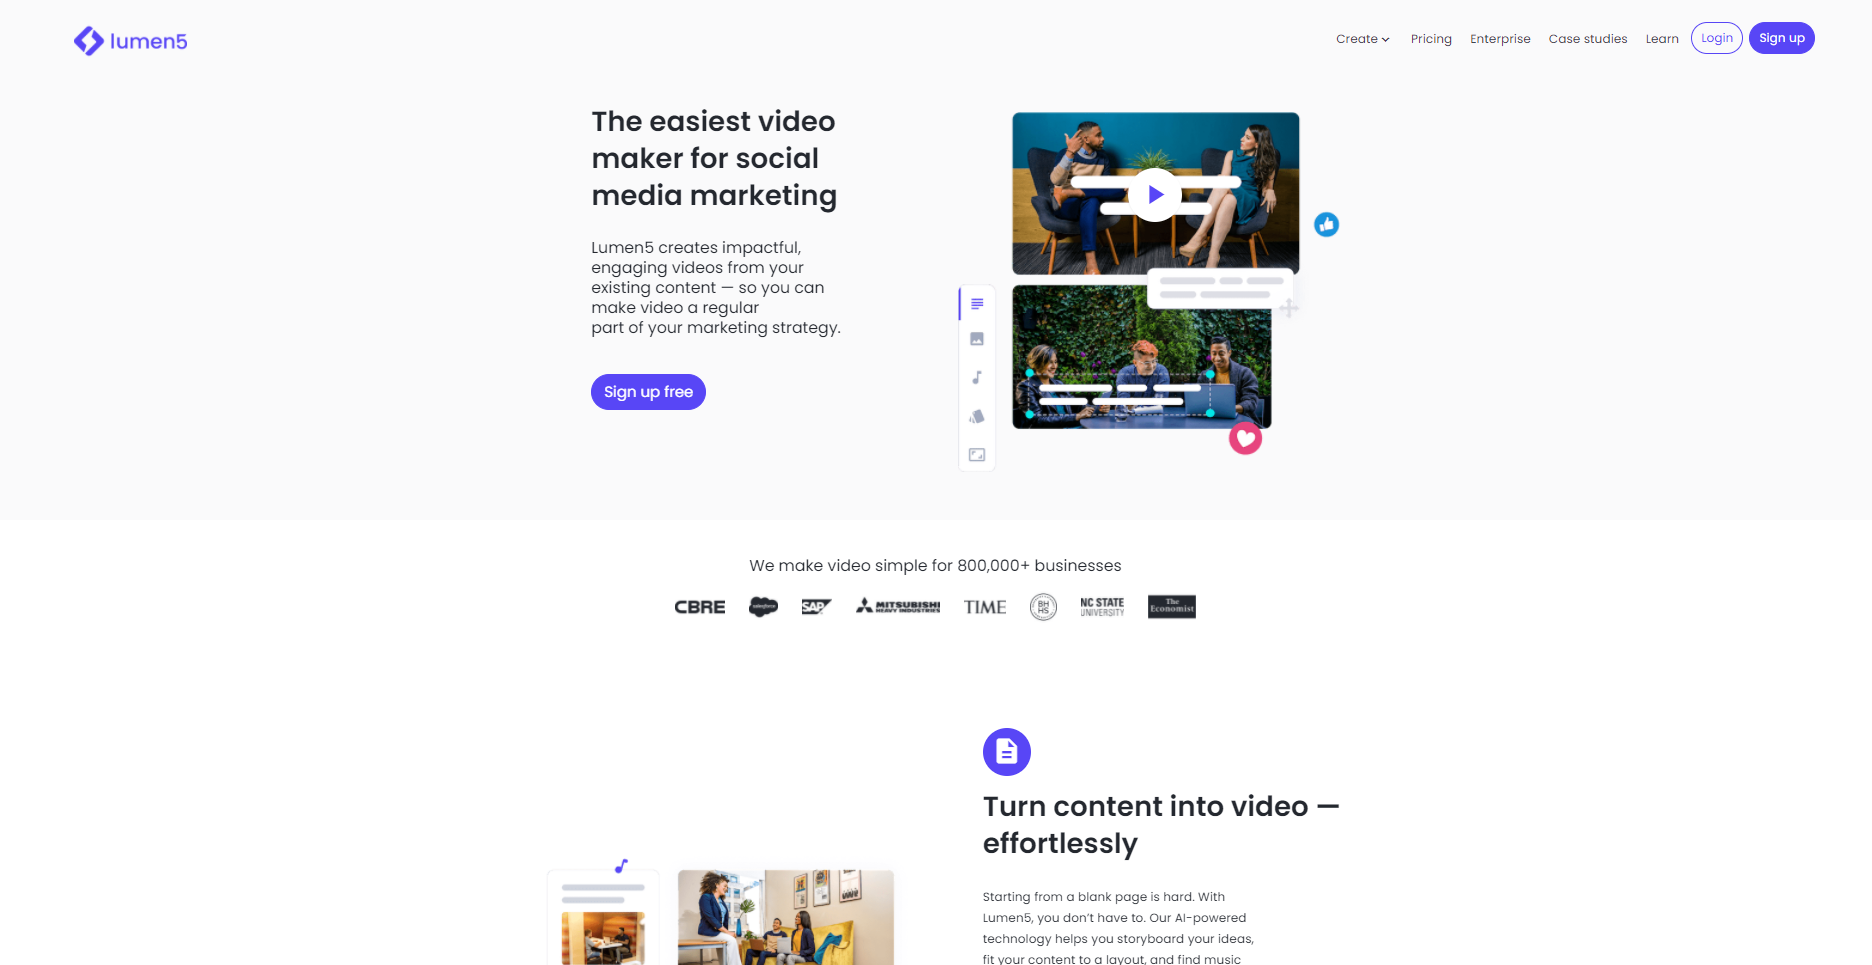 lumen5
Create
Pricing
Enterprise
Case studies
Learn
Login
Sign up
The easiest video
maker for social
media marketing
Lumen5 creates impactful,
engaging videos from your
existing content — so you can
make video a regular
part of your marketing strategy.
Sign up free
We make video simple for 800,000+ businesses
CBRE
salesforce
SAP
MITSUBISHI
HEAVY INDUSTRIES
TIME
BH
HS
NC STATE
UNIVERSITY
The
Economist
Turn content into video —
effortlessly
Starting from a blank page is hard. With
Lumen5, you don’t have to. Our AI-powered
technology helps you storyboard your ideas,
fit your content to a layout, and find music